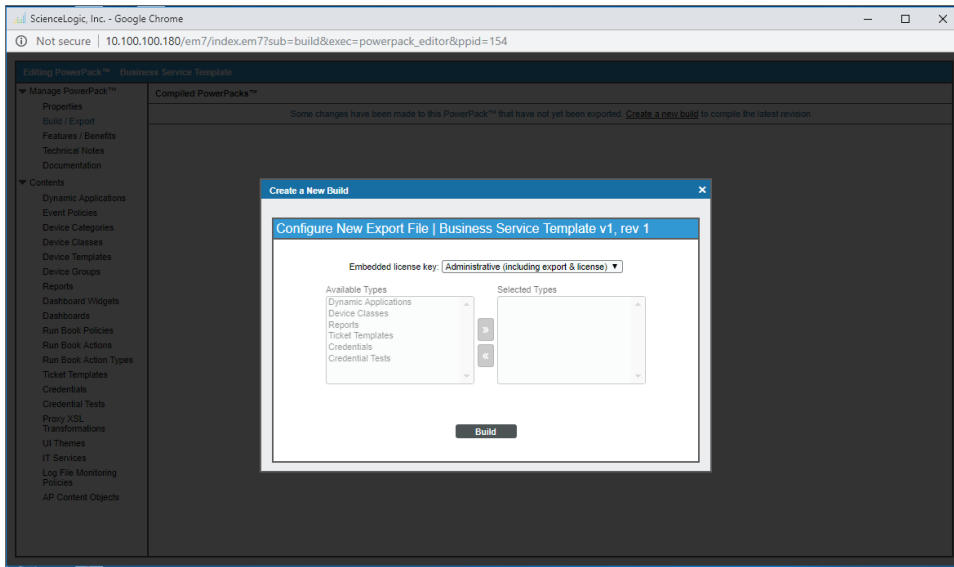 ScienceLogic, Inc. - Google Chrome
Not secure | 10.100.100.180/em7/index.em7?sub=build&exec=powerpack_editor&ppid=154
Editing PowerPack™ Business Service Template
Manage PowerPack™
Properties
Build / Export
Features / Benefits
Technical Notes
Documentation
Contents
Dynamic Applications
Event Policies
Device Categories
Device Classes
Device Templates
Device Groups
Reports
Dashboard Widgets
Dashboards
Run Book Policies
Run Book Actions
Run Book Action Types
Ticket Templates
Credentials
Credential Tests
Proxy XSL
Transformations
UI Themes
IT Services
Log File Monitoring
Policies
AP Content Objects
Compiled PowerPacks™
Some changes have been made to this PowerPack™ that have not yet been exported. Create a new build to compile the latest revision
Create a New Build
Configure New Export File | Business Service Template v1, rev 1
Embedded license key: Administrative (including export & license)
Available Types
Dynamic Applications
Device Classes
Reports
Ticket Templates
Credentials
Credential Tests
Selected Types
»
«
Build